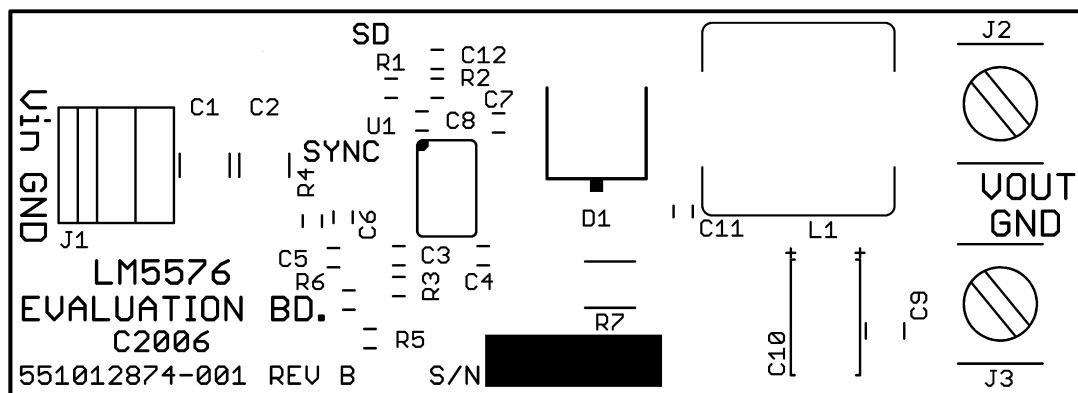 SD
J2
R1
C12
R2
C7
C1
C2
Vin GND
U1
C8
SYNC
R4
VOUT
GND
C6
D1
C11
L1
J1
C5
C3
C4
R6
R3
LM5576
EVALUATION BD.
C2006
R7
C9
C10
R5
551012874-001 REV B
S/N
J3